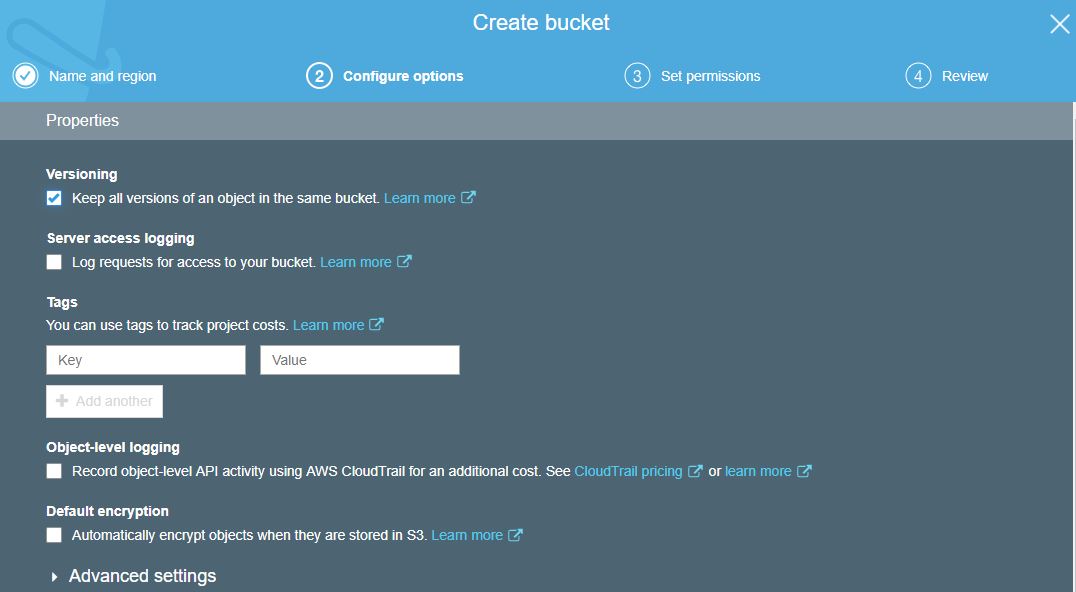 Create bucket
Name and region
2 Configure options
3 Set permissions
4 Review
Properties
Versioning
Keep all versions of an object in the same bucket. Learn more
Server access logging
Log requests for access to your bucket. Learn more
Tags
You can use tags to track project costs. Learn more
Key Value
+ Add another
Object-level logging
Record object-level API activity using AWS CloudTrail for an additional cost. See CloudTrail pricing or learn more
Default encryption
Automatically encrypt objects when they are stored in S3. Learn more
Advanced settings